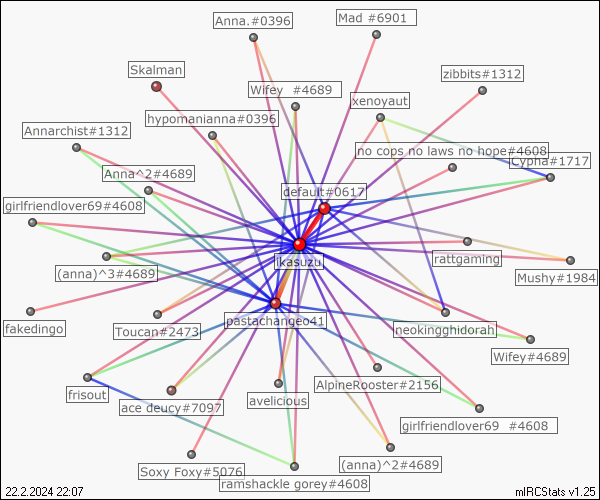 Anna.#0396
Mad #6901
Skalman
zibbits#1312
Wifey #4689
xenoyaut
hypomanianna#0396
Annarchist#1312
no cops no laws no hope#4608
Cypha#1717
Anna^2#4689
default#0617
girlfriendlover69#4608
ikasuzu
rattgaming
(anna)^3#4689
Mushy#1984
pastachangeo41
fakedingo
Toucan#2473
neokingghidorah
Wifey#4689
AlpineRooster#2156
frisout
avelicious
ace deucy#7097
girlfriendlover69 #4608
(anna)^2#4689
Soxy Foxy#5076
ramshackle gorey#4608
22.2.2024 22:07
mIRCStats v1.25